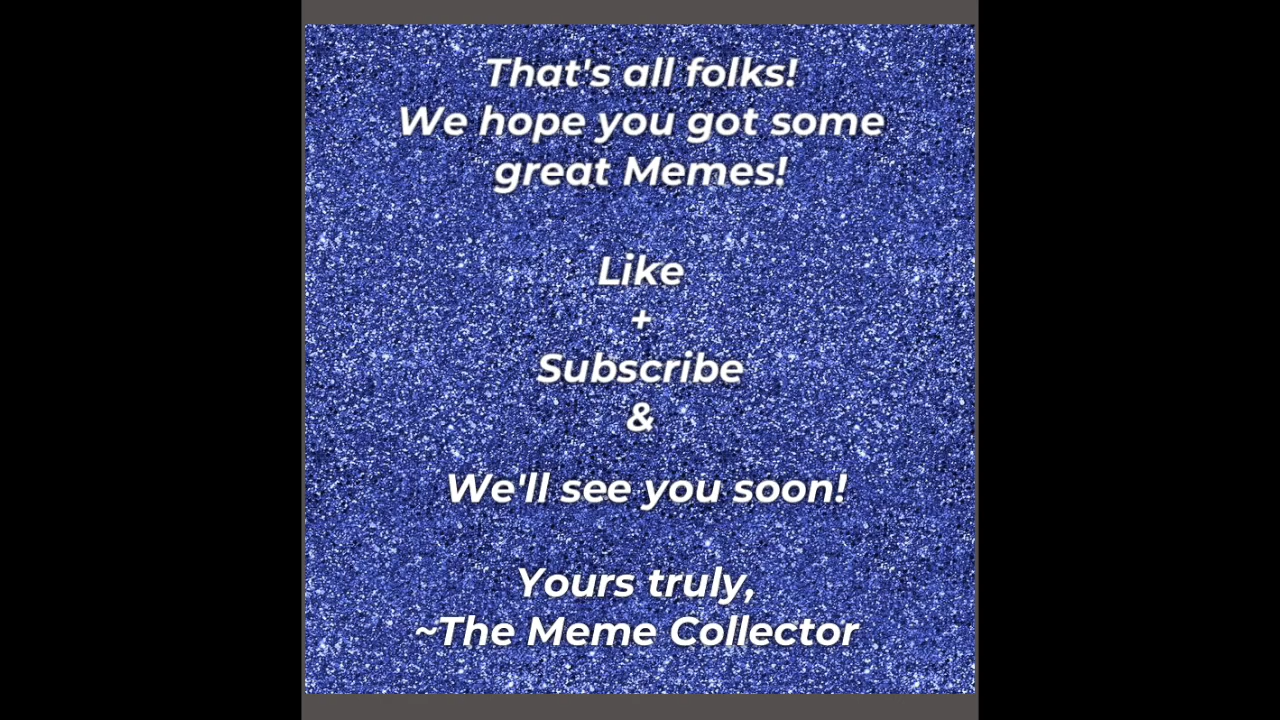 That's all folks!
We hope you got some
great Memes!
Like
+
Subscribe
&
We'll see you soon!
Yours truly,
~The Meme Collector